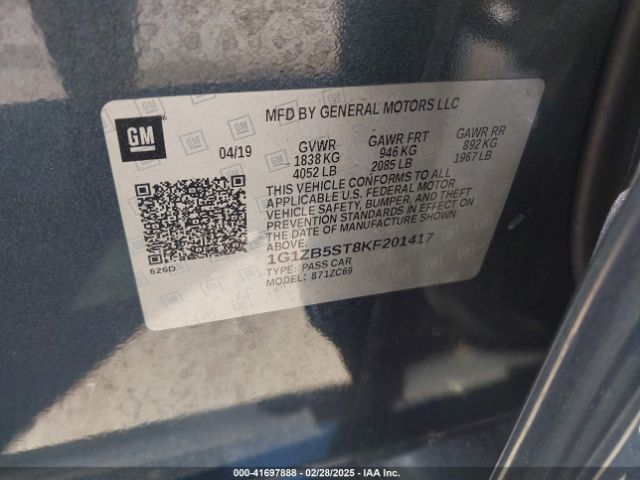 MFD BY GENERAL MOTORS LLC
GM
04/19
GVWR GAWR FRT GAWR RR
1838 KG 946 KG 892 KG
4052 LB 2085 LB 1967 LB
THIS VEHICLE CONFORMS TO ALL
APPLICABLE U.S. FEDERAL MOTOR
VEHICLE SAFETY, BUMPER, AND THEFT
PREVENTION STANDARDS IN EFFECT ON
THE DATE OF MANUFACTURE SHOWN
ABOVE.
1G1ZB5ST8KF201417
TYPE: PASS CAR
MODEL: 871ZC69
626D
000-41697888 - 02/28/2025 - IAA Inc.